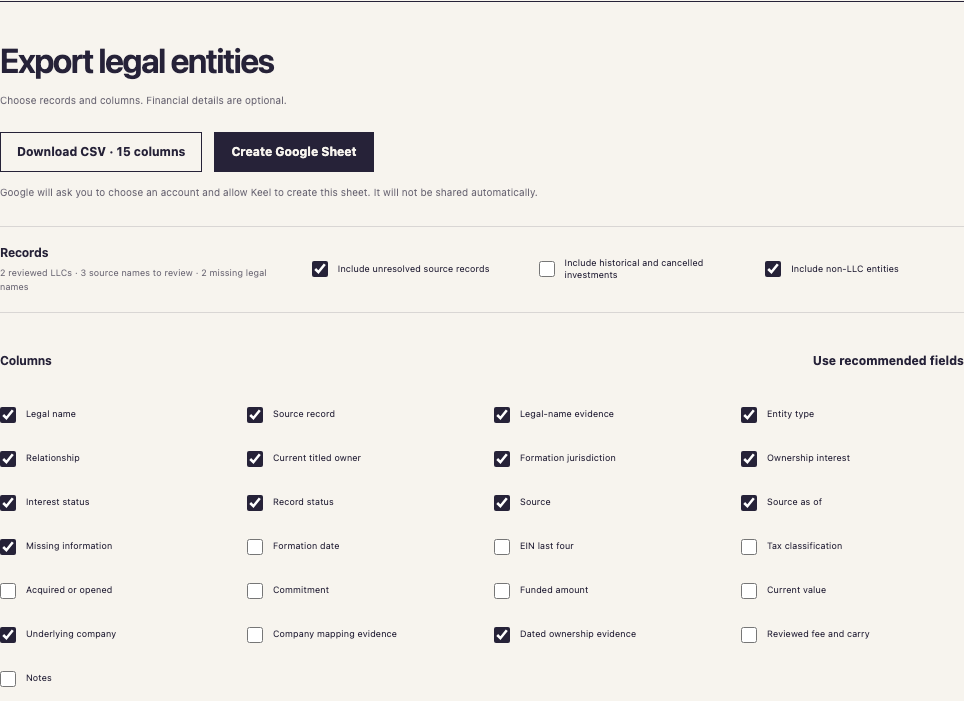 Export legal entities
Choose records and columns. Financial details are optional.
Download CSV · 15 columns
Create Google Sheet
Google will ask you to choose an account and allow Keel to create this sheet. It will not be shared automatically.
Records
2 reviewed LLCs · 3 source names to review · 2 missing legal
names
Include unresolved source records
Include historical and cancelled
investments
Include non-LLC entities
Columns
Use recommended fields
Legal name
Source record
Legal-name evidence
Entity type
Relationship
Current titled owner
Formation jurisdiction
Ownership interest
Interest status
Record status
Source
Source as of
Missing information
Formation date
EIN last four
Tax classification
Acquired or opened
Commitment
Funded amount
Current value
Underlying company
Company mapping evidence
Dated ownership evidence
Reviewed fee and carry
Notes